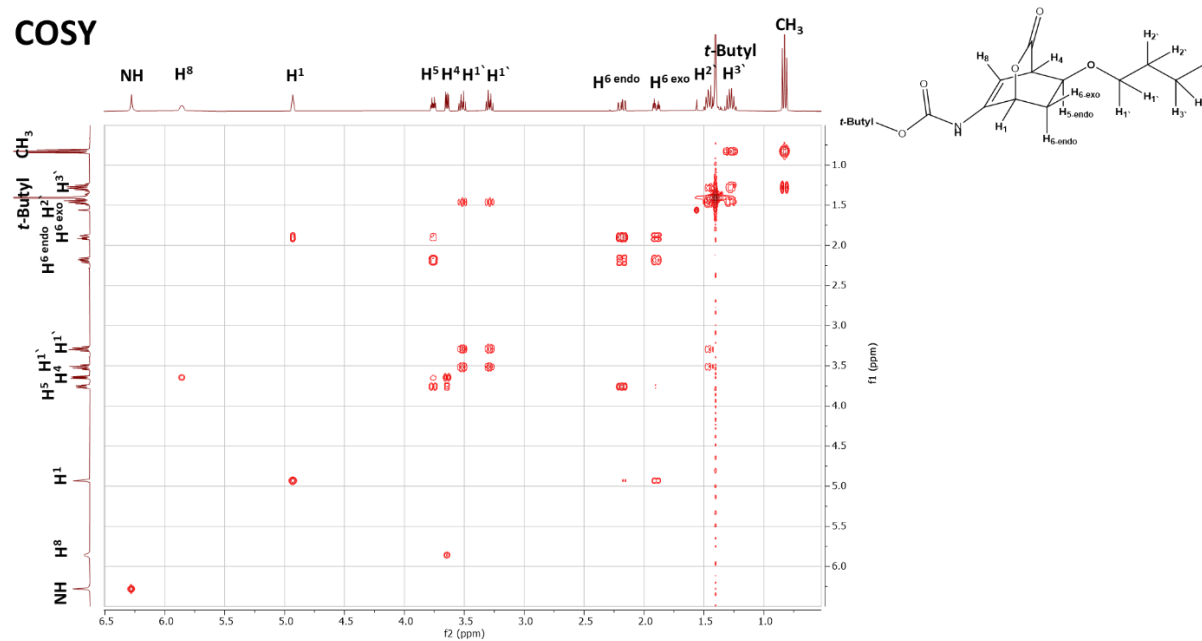 COSY
NH
H8
H1
H5 H4 H1` H1`
H6 endo
H6 exo
H2`
t-Butyl
H3`
CH3
CH3
H3`
t-Butyl
H2`
H6 exo
H6 endo
H1`
H1`
H4
H5
H1
H8
NH
1.0
1.5
2.0
2.5
3.0
3.5
4.0
4.5
5.0
5.5
6.0
f1 (ppm)
6.5 6.0 5.5 5.0 4.5 4.0 3.5 3.0 2.5 2.0 1.5 1.0
f2 (ppm)
O
H8
O
H4
O
H2`
H2`
H6-exo
H5-endo
H1`
H1`
H3`
H
O
t-Butyl
O
N
H
H1
H6-endo